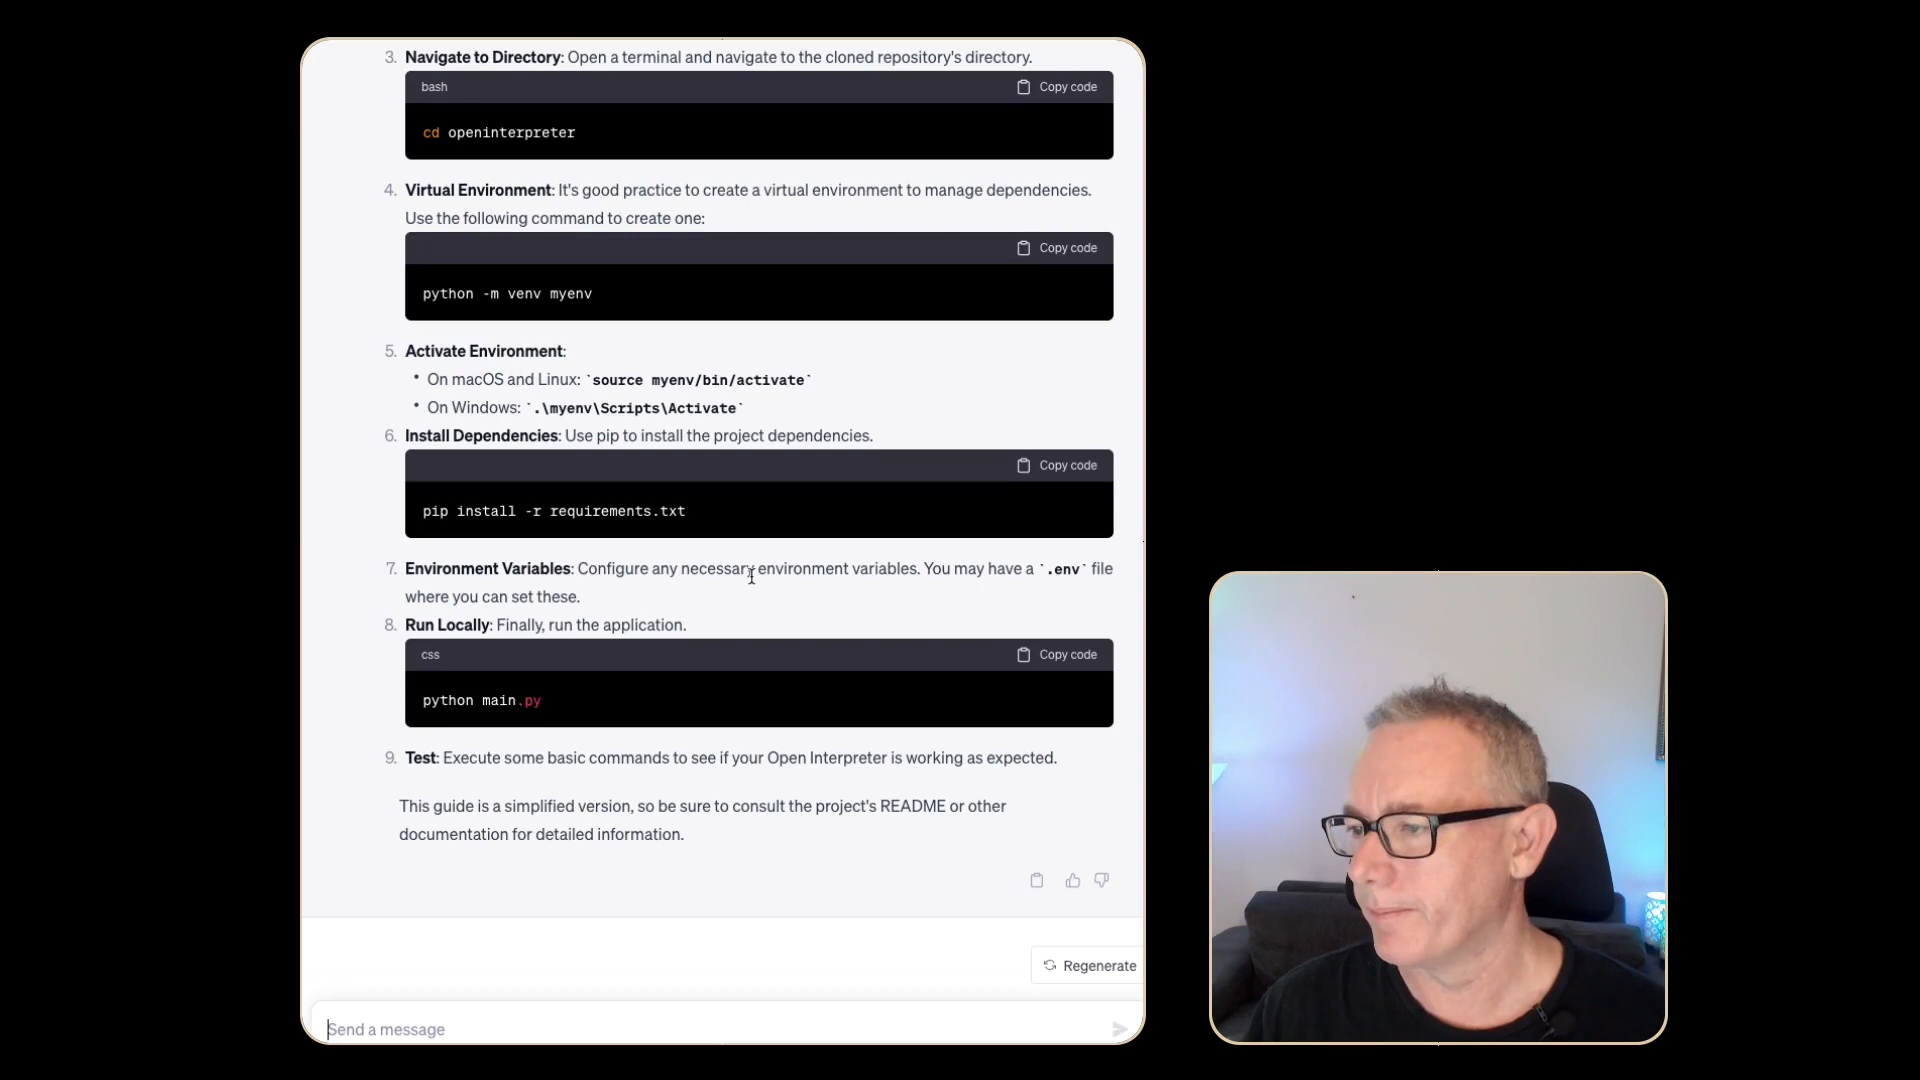 3. Navigate to Directory: Open a terminal and navigate to the cloned repository's directory.
bash
Copy code
cd openinterpreter
4. Virtual Environment: It's good practice to create a virtual environment to manage dependencies.
Use the following command to create one:
Copy code
python -m venv myenv
5. Activate Environment:
• On macOS and Linux: `source myenv/bin/activate`
• On Windows: `.\myenv\Scripts\Activate`
6. Install Dependencies: Use pip to install the project dependencies.
Copy code
pip install -r requirements.txt
7. Environment Variables: Configure any necessary environment variables. You may have a `.env` file
where you can set these.
8. Run Locally: Finally, run the application.
css
Copy code
python main.py
9. Test: Execute some basic commands to see if your Open Interpreter is working as expected.
This guide is a simplified version, so be sure to consult the project's README or other
documentation for detailed information.
Regenerate
Send a message